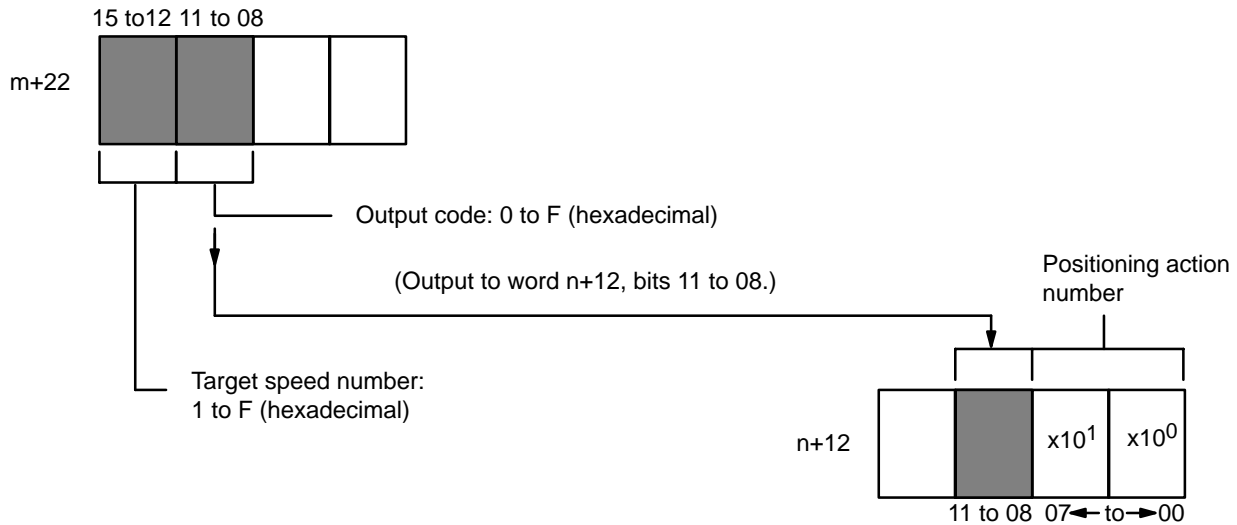 15 to12 11 to 08
m+22
Output code: 0 to F (hexadecimal)
(Output to word n+12, bits 11 to 08.)
Positioning action
number
Target speed number:
1 to F (hexadecimal)
n+12
x10¹ x10⁰
11 to 08 07 to 00